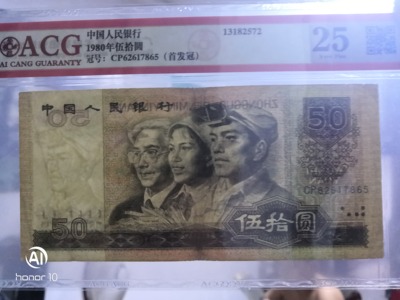 ACG
AI CANG GUARANTY
中国人民银行
1980年伍拾圆
冠号：CP62617865（首发冠）
13182572
25
中国人民银行
50
CP62617865
50
伍拾圆
AI
honor 10